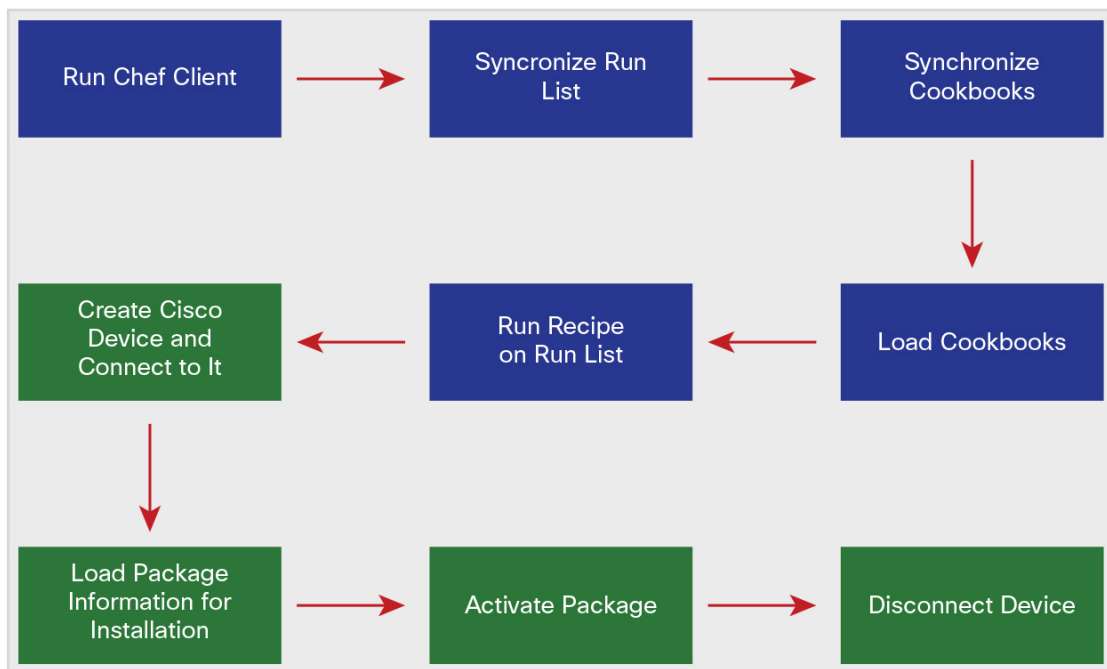 Run Chef Client
Syncronize Run
List
Synchronize
Cookbooks
Create Cisco
Device and
Connect to It
Run Recipe
on Run List
Load Cookbooks
Load Package
Information for
Installation
Activate Package
Disconnect Device